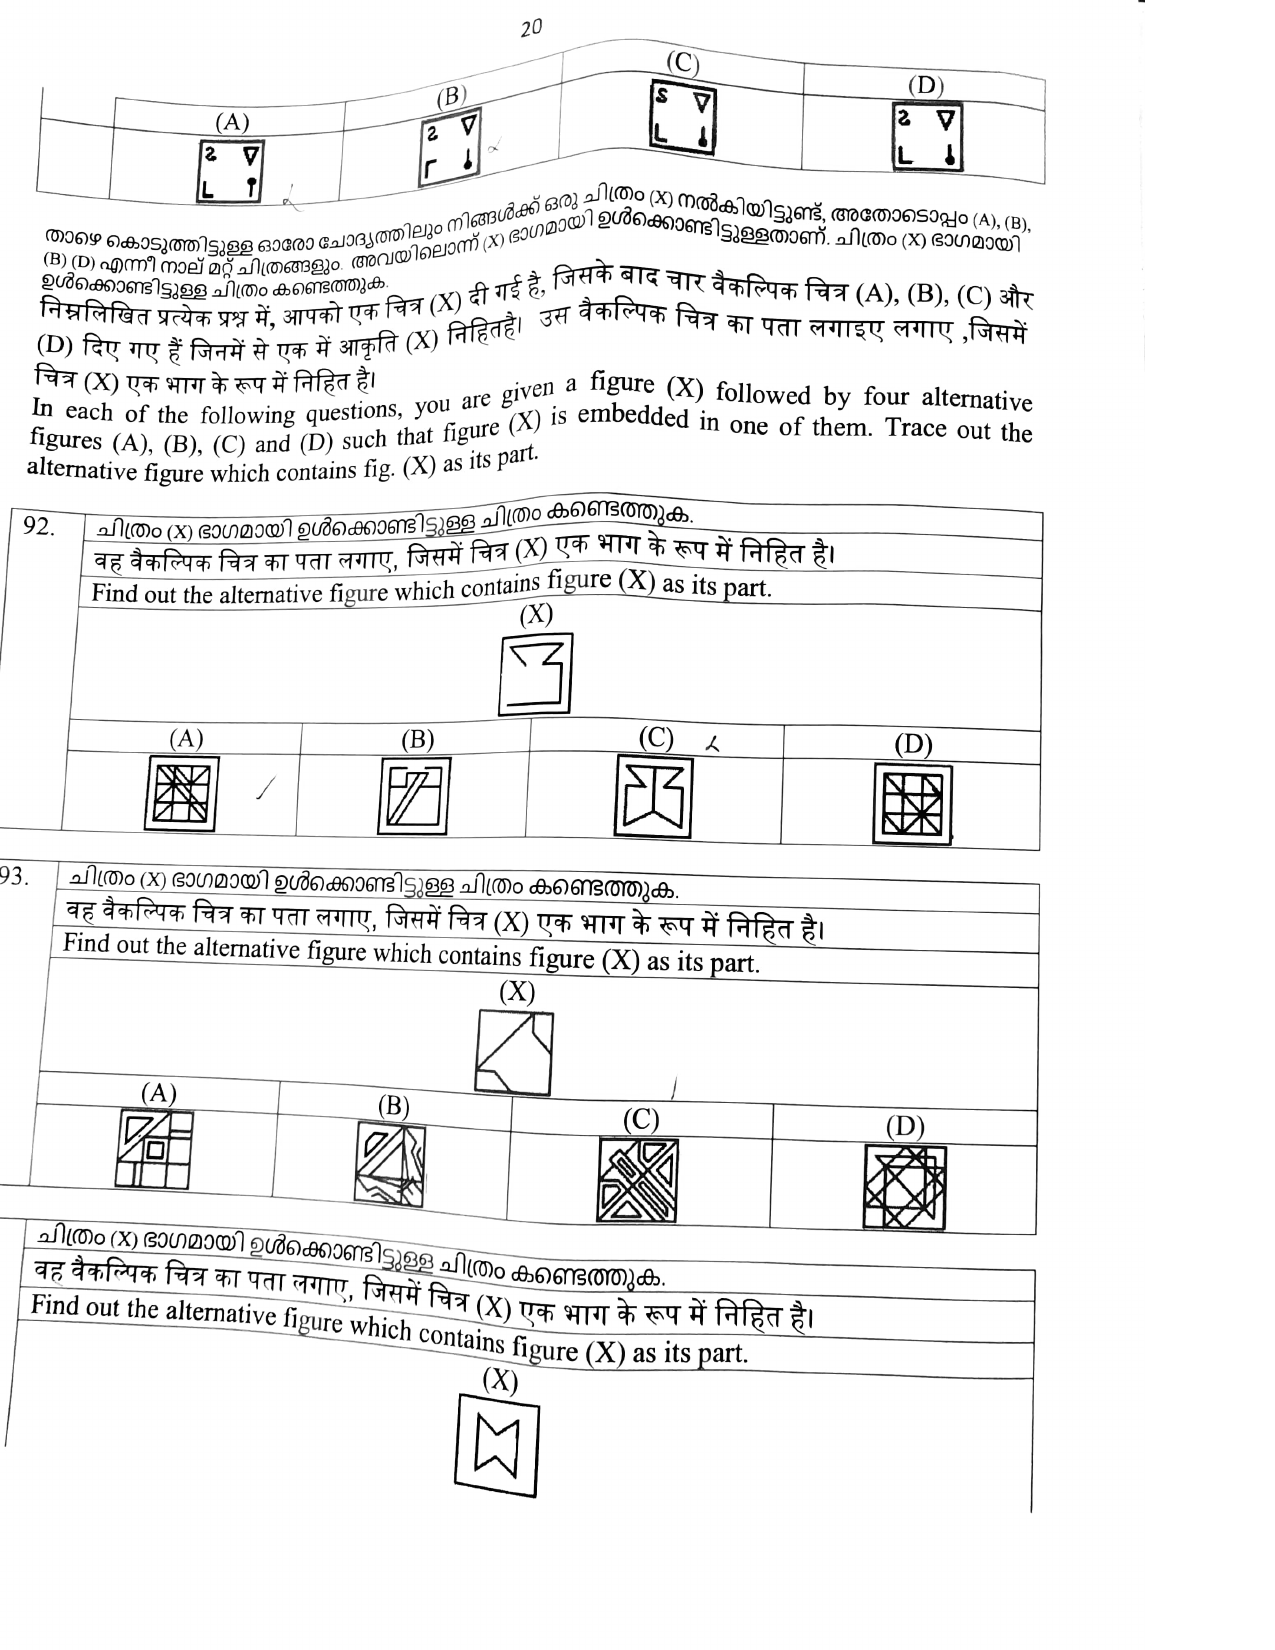 20
(A) (B) (C) (D)
താഴെ കൊടുത്തിട്ടുള്ള ഓരോ ചോദ്യത്തിലും നിങ്ങൾക്ക് ഒരു ചിത്രം (X) നൽകിയിട്ടുണ്ട്, അതോടൊപ്പം (A), (B),
(B) (D) എന്നീ നാല് മറ്റ് ചിത്രങ്ങളും. അവയിലൊന്ന് (X) ഭാഗമായി ഉൾക്കൊണ്ടിട്ടുള്ളതാണ്. ചിത്രം (X) ഭാഗമായി
ഉൾക്കൊണ്ടിട്ടുള്ള ചിത്രം കണ്ടെത്തുക.
निम्नलिखित प्रत्येक प्रश्न में, आपको एक चित्र (X) दी गई है, जिसके बाद चार वैकल्पिक चित्र (A), (B), (C) और
(D) दिए गए हैं जिनमें से एक में आकृति (X) निहितहै। उस वैकल्पिक चित्र का पता लगाइए लगाए ,जिसमें
चित्र (X) एक भाग के रूप में निहित है।
In each of the following questions, you are given a figure (X) followed by four alternative
figures (A), (B), (C) and (D) such that figure (X) is embedded in one of them. Trace out the
alternative figure which contains fig. (X) as its part.
92. ചിത്രം (X) ഭാഗമായി ഉൾക്കൊണ്ടിട്ടുള്ള ചിത്രം കണ്ടെത്തുക.
वह वैकल्पिक चित्र का पता लगाए, जिसमें चित्र (X) एक भाग के रूप में निहित है।
Find out the alternative figure which contains figure (X) as its part.
(X)
(A) (B) (C) (D)
93. ചിത്രം (X) ഭാഗമായി ഉൾക്കൊണ്ടിട്ടുള്ള ചിത്രം കണ്ടെത്തുക.
वह वैकल्पिक चित्र का पता लगाए, जिसमें चित्र (X) एक भाग के रूप में निहित है।
Find out the alternative figure which contains figure (X) as its part.
(X)
(A) (B) (C) (D)
ചിത്രം (X) ഭാഗമായി ഉൾക്കൊണ്ടിട്ടുള്ള ചിത്രം കണ്ടെത്തുക.
वह वैकल्पिक चित्र का पता लगाए, जिसमें चित्र (X) एक भाग के रूप में निहित है।
Find out the alternative figure which contains figure (X) as its part.
(X)